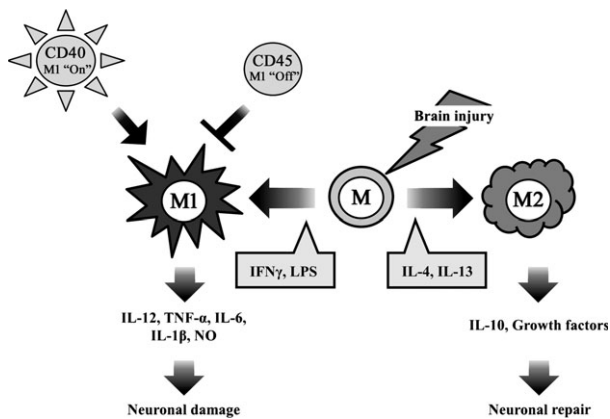 CD40
M1 “On”
CD45
M1 “Off”
Brain injury
M1
M
M2
IFNγ, LPS
IL-4, IL-13
IL-12, TNF-α, IL-6,
IL-1β, NO
IL-10, Growth factors
Neuronal damage
Neuronal repair